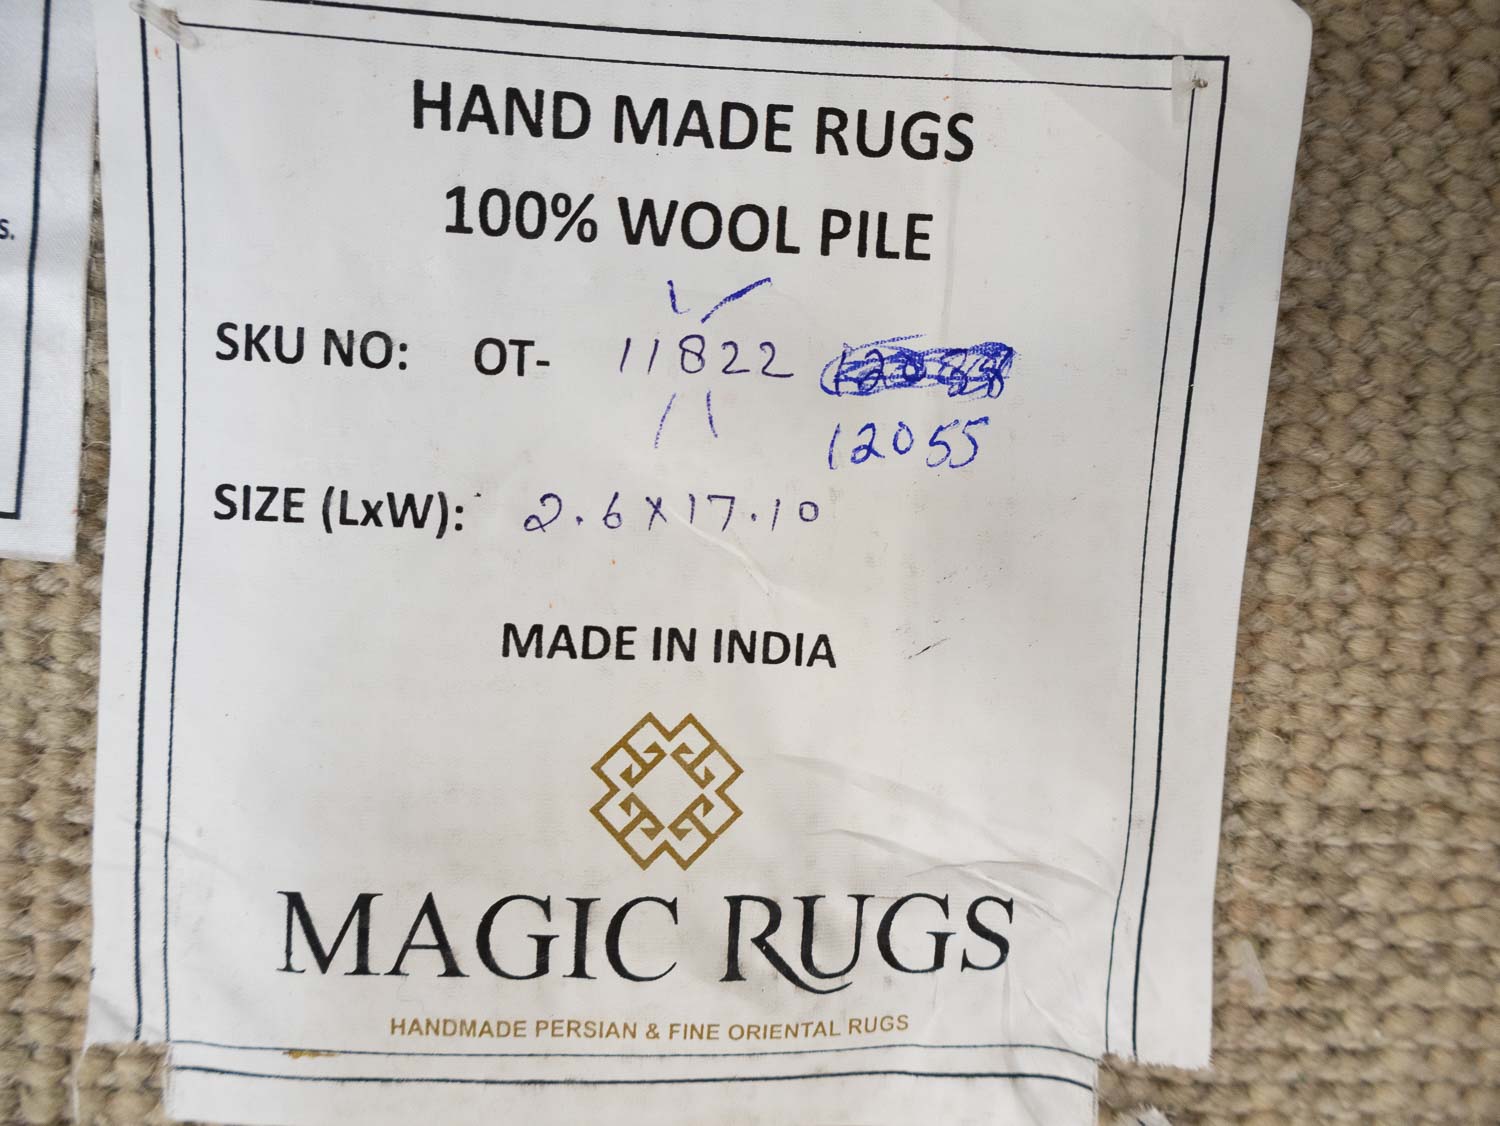 s.
HAND MADE RUGS
100% WOOL PILE
SKU NO: OT- 11822
12055
SIZE (LxW): 2.6 x 17.10
MADE IN INDIA
MAGIC RUGS
HANDMADE PERSIAN & FINE ORIENTAL RUGS